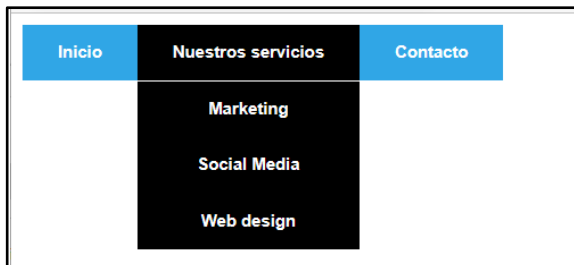 Inicio Nuestros servicios Contacto
Marketing
Social Media
Web design